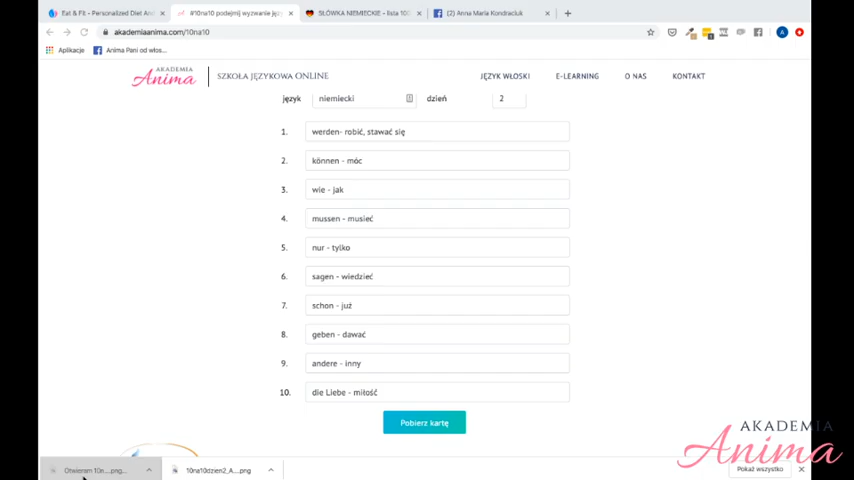 Eat & Fit - Personalized Diet An
#10na10 podejmij wyzwanie języ
SŁÓWKA NIEMIECKIE – lista 100
(2) Anna Maria Kondraciuk
akademiaanima.com/10na10
Aplikacje
Anima Pani od włos...
AKADEMIA
Anima
SZKOŁA JĘZYKOWA ONLINE
JĘZYK WŁOSKI
E-LEARNING
O NAS
KONTAKT
język niemiecki dzień 2
1. werden- robić, stawać się
2. können - móc
3. wie - jak
4. mussen - musieć
5. nur - tylko
6. sagen - wiedzieć
7. schon - już
8. geben - dawać
9. andere - inny
10. die Liebe - miłość
Pobierz kartę
AKADEMIA
Anima
Otwieram 10n....png...
10na10dzien2_A....png
Pokaż wszystko